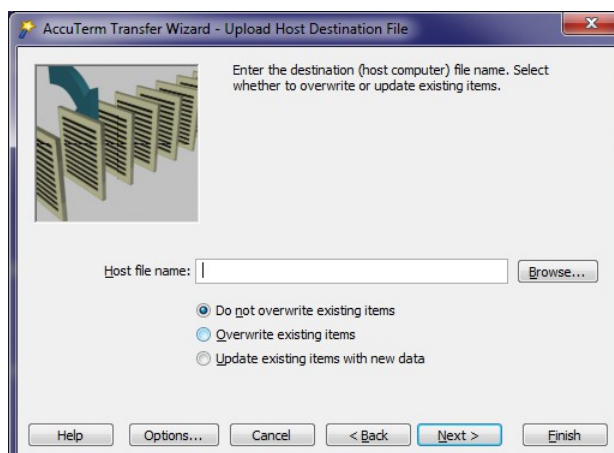 AccuTerm Transfer Wizard - Upload Host Destination File
Enter the destination (host computer) file name. Select
whether to overwrite or update existing items.
Host file name:
Browse...
Do not overwrite existing items
Overwrite existing items
Update existing items with new data
Help Options... Cancel < Back Next > Finish